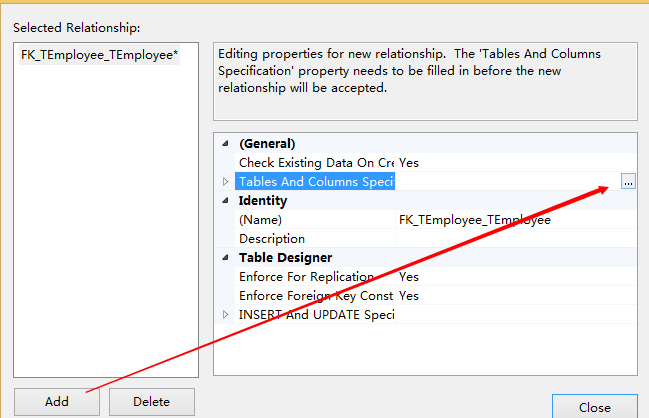 Selected Relationship:
FK_TEmployee_TEmployee*
Editing properties for new relationship.  The 'Tables And Columns
Specification' property needs to be filled in before the new
relationship will be accepted.
(General)
Check Existing Data On Cre Yes
Tables And Columns Speci ...
Identity
(Name) FK_TEmployee_TEmployee
Description
Table Designer
Enforce For Replication Yes
Enforce Foreign Key Const Yes
INSERT And UPDATE Speci
Add Delete
Close